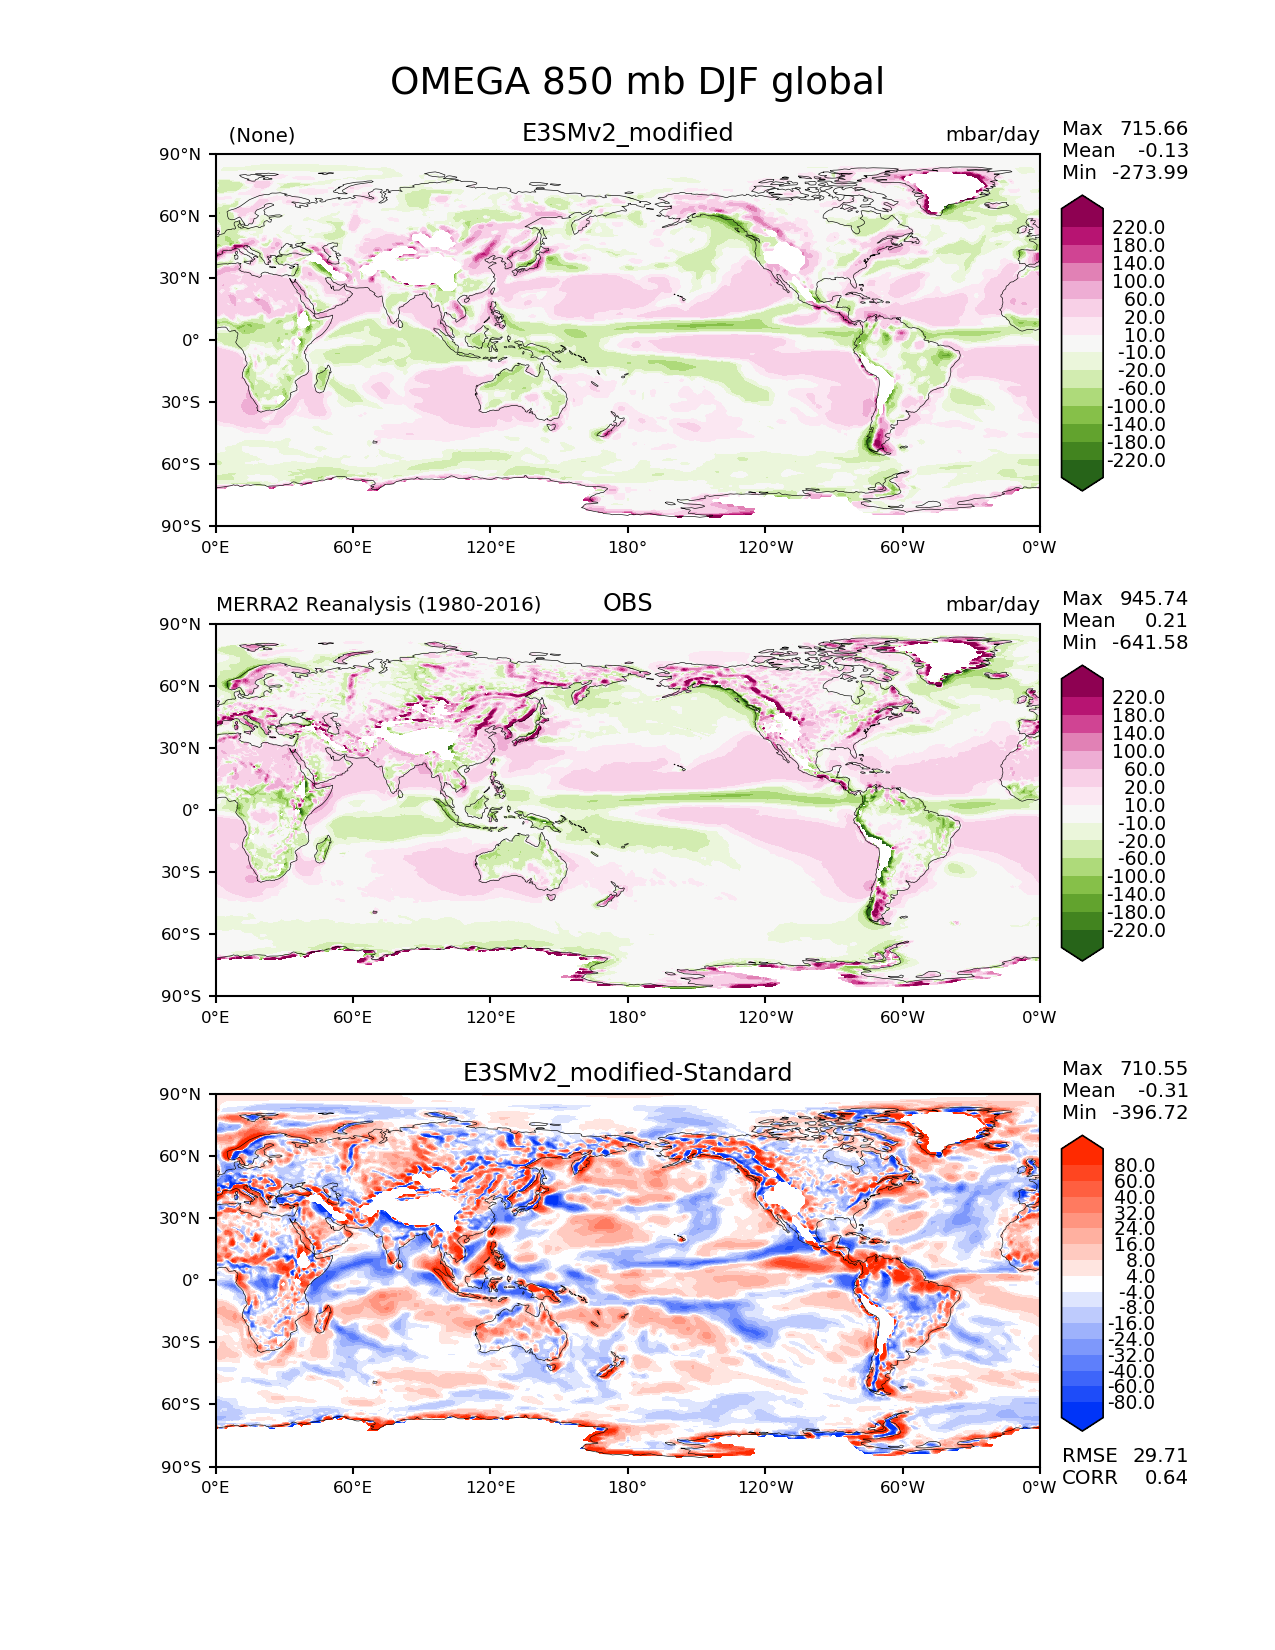 OMEGA 850 mb DJF global
(None) E3SMv2_modified mbar/day
Max 715.66
Mean -0.13
Min -273.99
90°N
60°N
30°N
0°
30°S
60°S
90°S
0°E 60°E 120°E 180° 120°W 60°W 0°W
220.0
180.0
140.0
100.0
60.0
20.0
10.0
-10.0
-20.0
-60.0
-100.0
-140.0
-180.0
-220.0
MERRA2 Reanalysis (1980-2016) OBS mbar/day
Max 945.74
Mean 0.21
Min -641.58
90°N
60°N
30°N
0°
30°S
60°S
90°S
0°E 60°E 120°E 180° 120°W 60°W 0°W
220.0
180.0
140.0
100.0
60.0
20.0
10.0
-10.0
-20.0
-60.0
-100.0
-140.0
-180.0
-220.0
E3SMv2_modified-Standard
Max 710.55
Mean -0.31
Min -396.72
90°N
60°N
30°N
0°
30°S
60°S
90°S
0°E 60°E 120°E 180° 120°W 60°W 0°W
80.0
60.0
40.0
32.0
24.0
16.0
8.0
4.0
-4.0
-8.0
-16.0
-24.0
-32.0
-40.0
-60.0
-80.0
RMSE 29.71
CORR 0.64